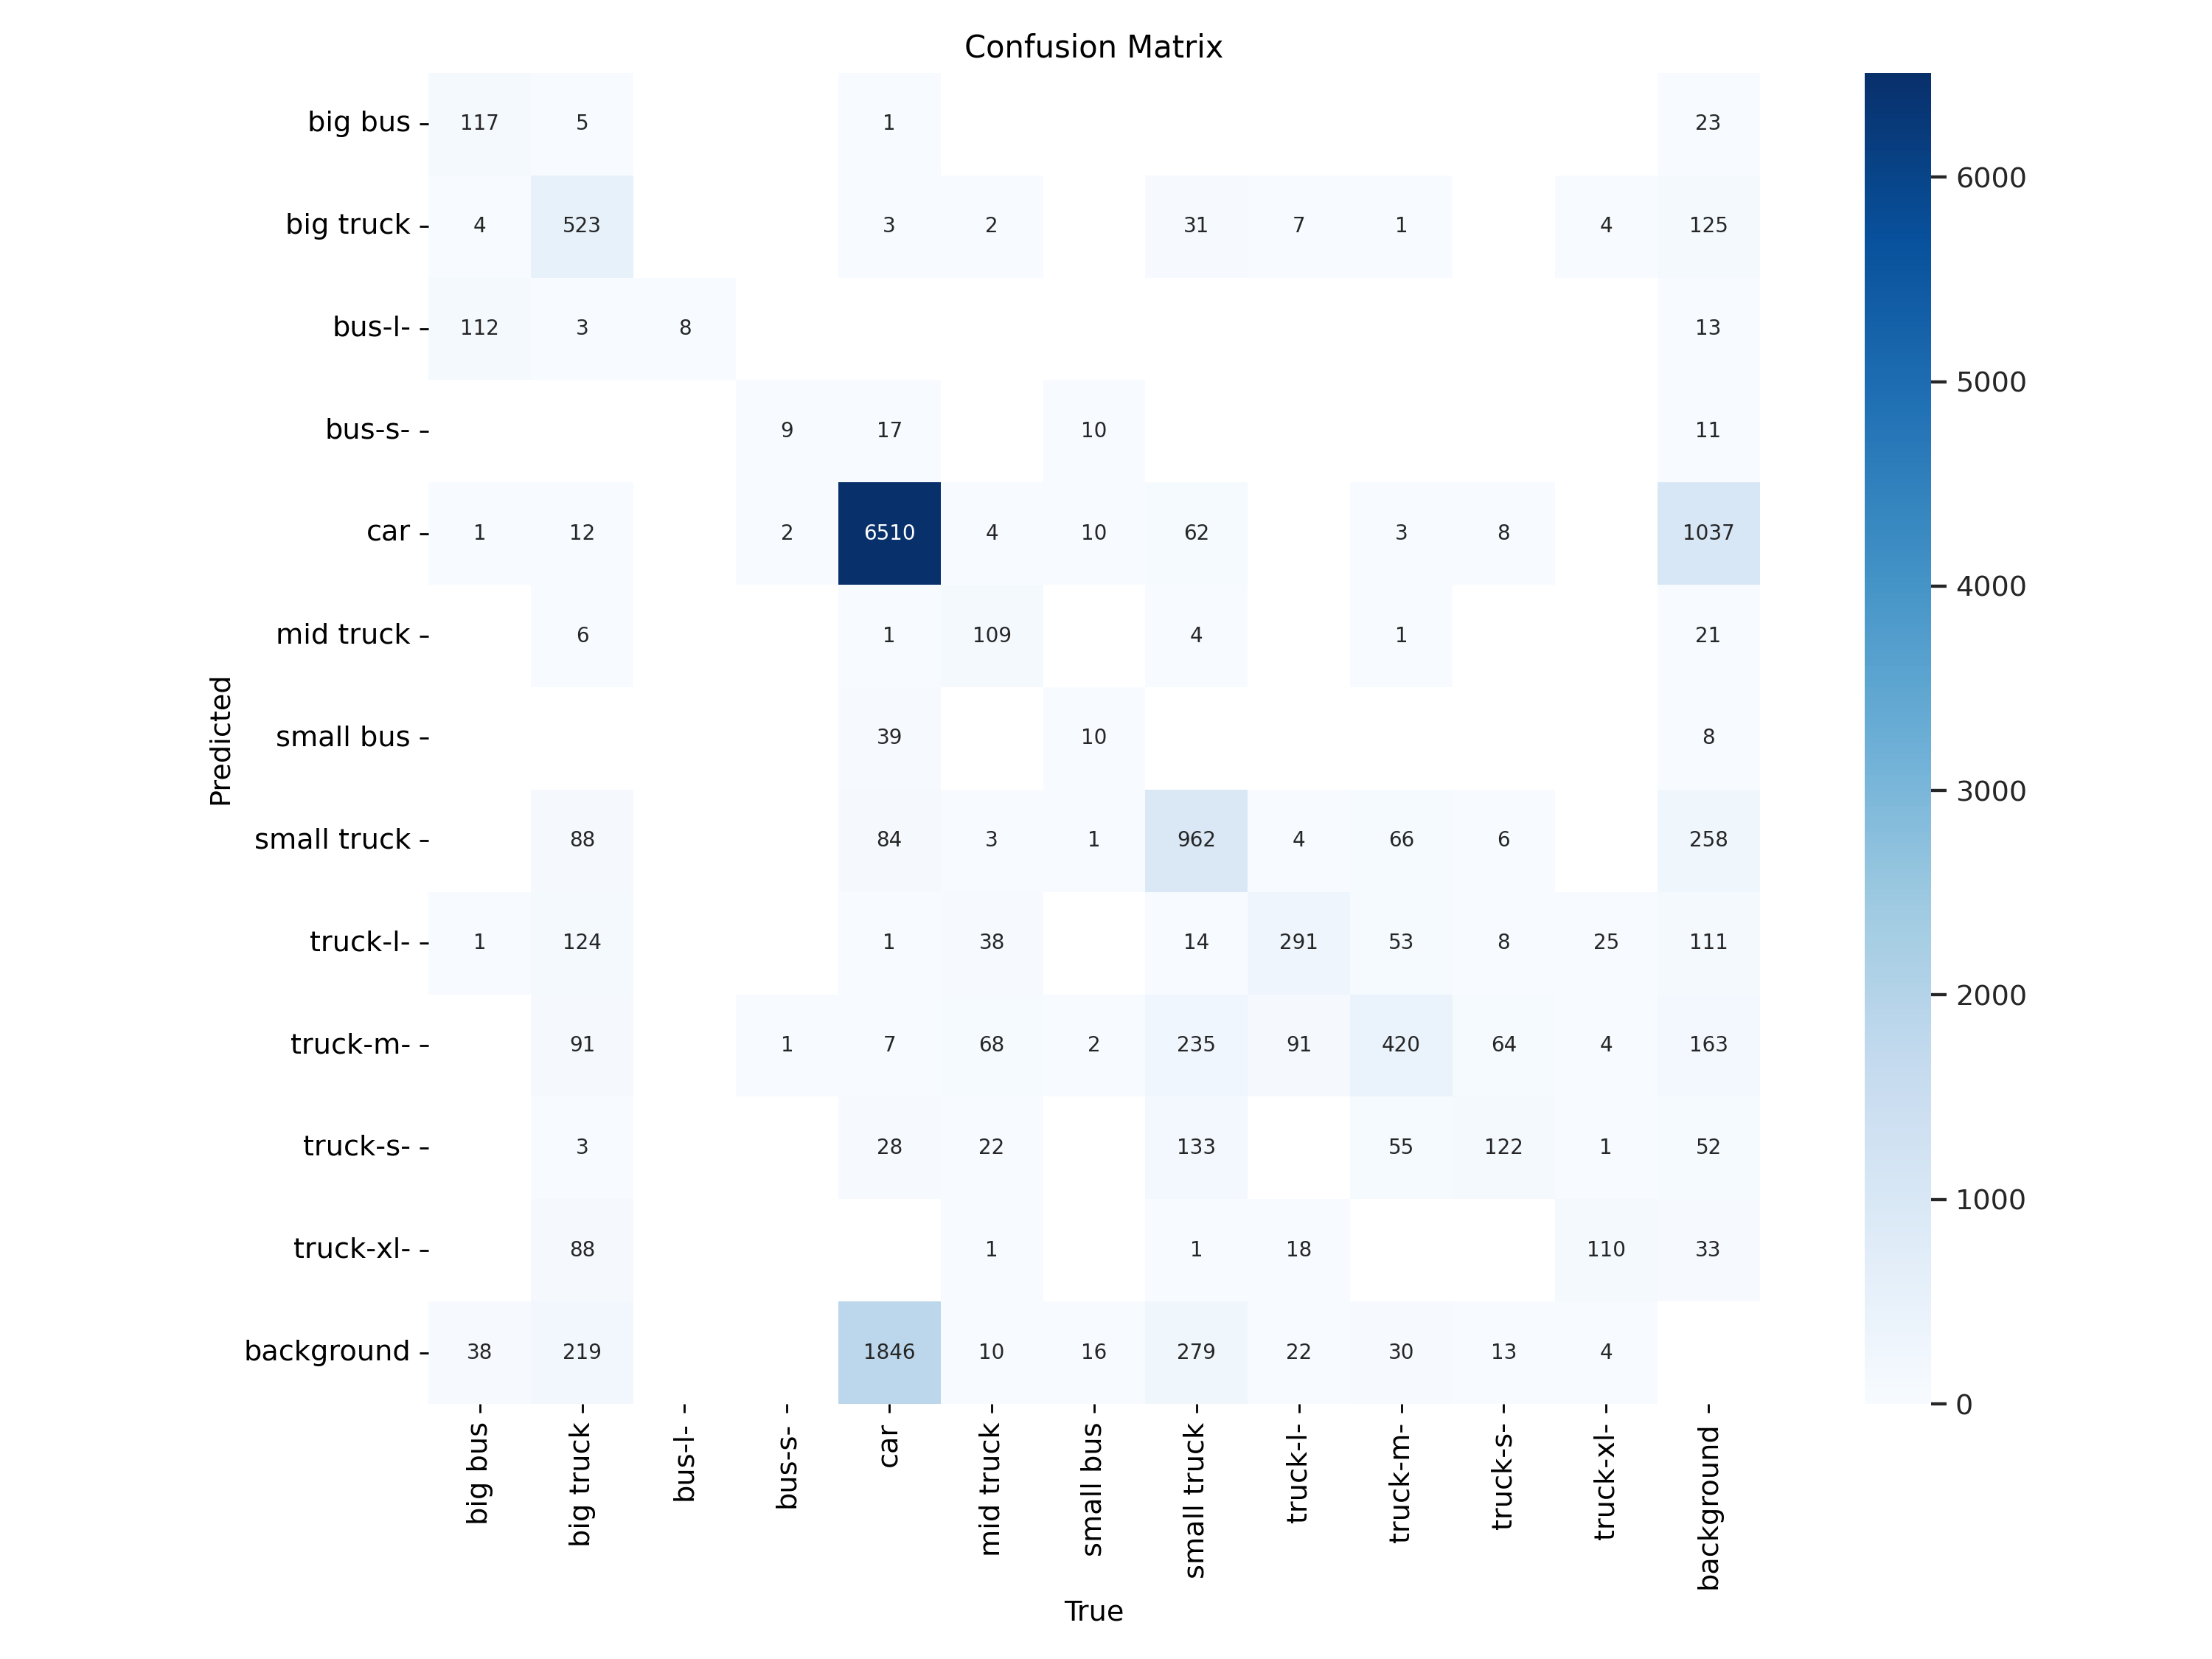 Confusion Matrix
big bus 117 5 1 23
big truck 4 523 3 2 31 7 1 4 125
bus-l- 112 3 8 13
bus-s- 9 17 10 11
car 1 12 2 6510 4 10 62 3 8 1037
mid truck 6 1 109 4 1 21
small bus 39 10 8
small truck 88 84 3 1 962 4 66 6 258
truck-l- 1 124 1 38 14 291 53 8 25 111
truck-m- 91 1 7 68 2 235 91 420 64 4 163
truck-s- 3 28 22 133 55 122 1 52
truck-xl- 88 1 1 18 110 33
background 38 219 1846 10 16 279 22 30 13 4
Predicted
big bus
big truck
bus-l-
bus-s-
car
mid truck
small bus
small truck
truck-l-
truck-m-
truck-s-
truck-xl-
background
True
6000
5000
4000
3000
2000
1000
0